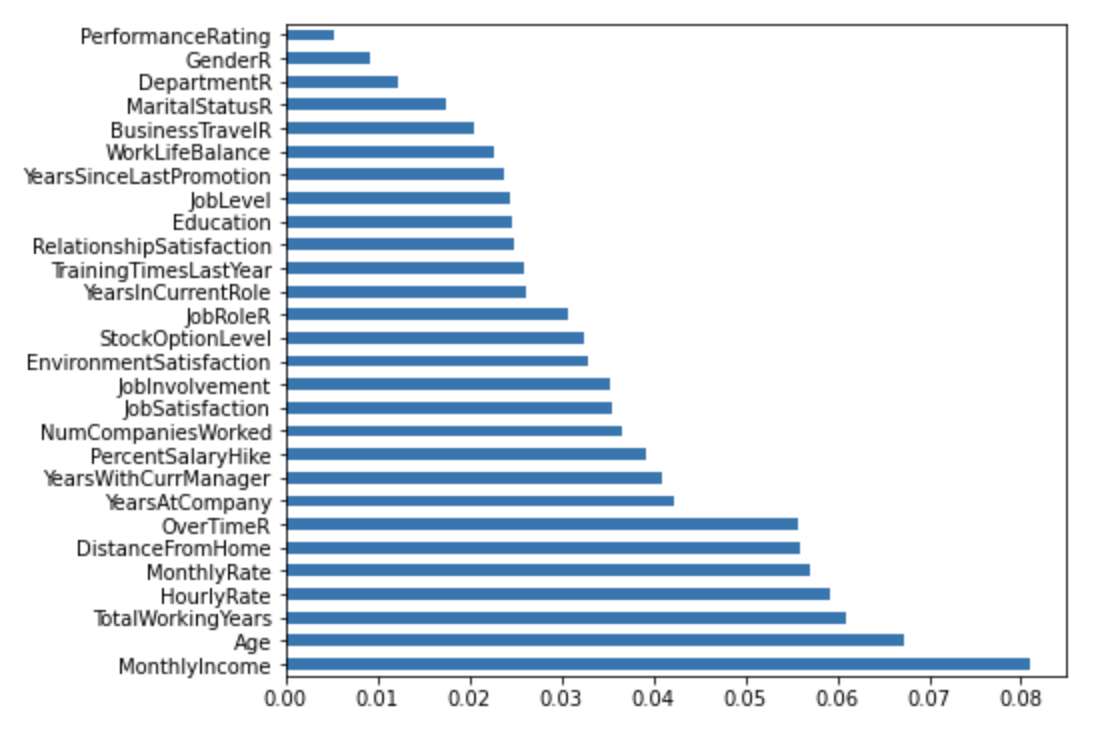 PerformanceRating
GenderR
DepartmentR
MaritalStatusR
BusinessTravelR
WorkLifeBalance
YearsSinceLastPromotion
JobLevel
Education
RelationshipSatisfaction
TrainingTimesLastYear
YearsInCurrentRole
JobRoleR
StockOptionLevel
EnvironmentSatisfaction
JobInvolvement
JobSatisfaction
NumCompaniesWorked
PercentSalaryHike
YearsWithCurrManager
YearsAtCompany
OverTimeR
DistanceFromHome
MonthlyRate
HourlyRate
TotalWorkingYears
Age
MonthlyIncome
0.00 0.01 0.02 0.03 0.04 0.05 0.06 0.07 0.08